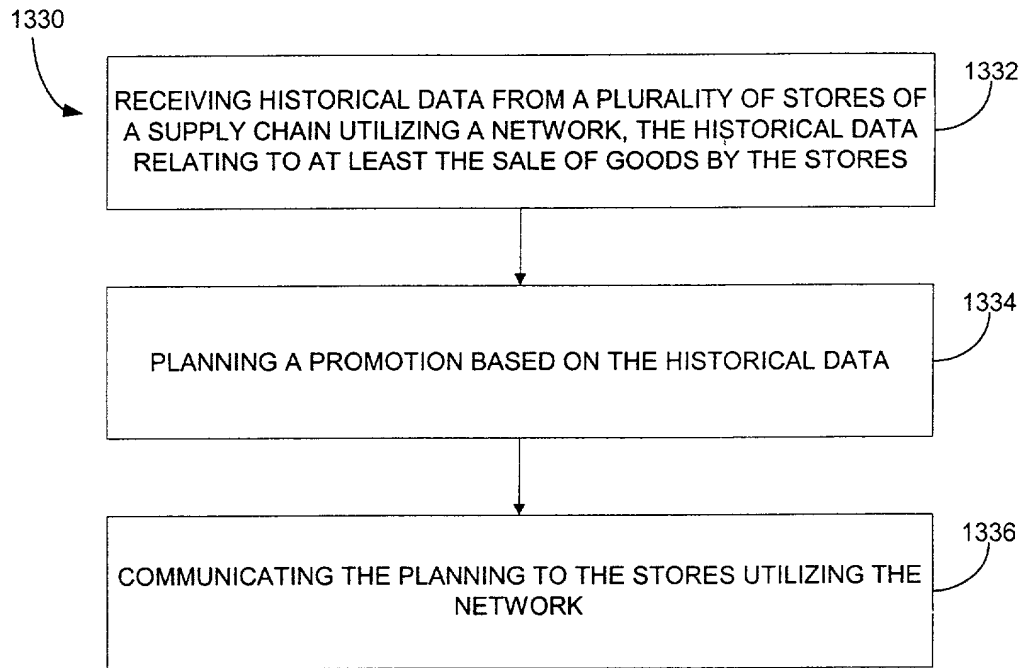 1330
1332
RECEIVING HISTORICAL DATA FROM A PLURALITY OF STORES OF
A SUPPLY CHAIN UTILIZING A NETWORK, THE HISTORICAL DATA
RELATING TO AT LEAST THE SALE OF GOODS BY THE STORES
1334
PLANNING A PROMOTION BASED ON THE HISTORICAL DATA
1336
COMMUNICATING THE PLANNING TO THE STORES UTILIZING THE
NETWORK